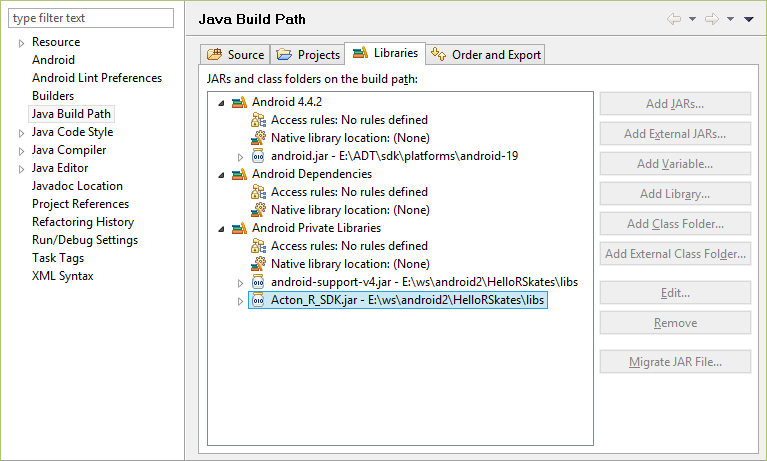 type filter text
Resource
Android
Android Lint Preferences
Builders
Java Build Path
Java Code Style
Java Compiler
Java Editor
Javadoc Location
Project References
Refactoring History
Run/Debug Settings
Task Tags
XML Syntax
Java Build Path
Source
Projects
Libraries
Order and Export
JARs and class folders on the build path:
Android 4.4.2
Access rules: No rules defined
Native library location: (None)
android.jar - E:\ADT\sdk\platforms\android-19
Android Dependencies
Access rules: No rules defined
Native library location: (None)
Android Private Libraries
Access rules: No rules defined
Native library location: (None)
android-support-v4.jar - E:\ws\android2\HelloRSkates\libs
Acton_R_SDK.jar - E:\ws\android2\HelloRSkates\libs
Add JARs...
Add External JARs...
Add Variable...
Add Library...
Add Class Folder...
Add External Class Folder...
Edit...
Remove
Migrate JAR File...